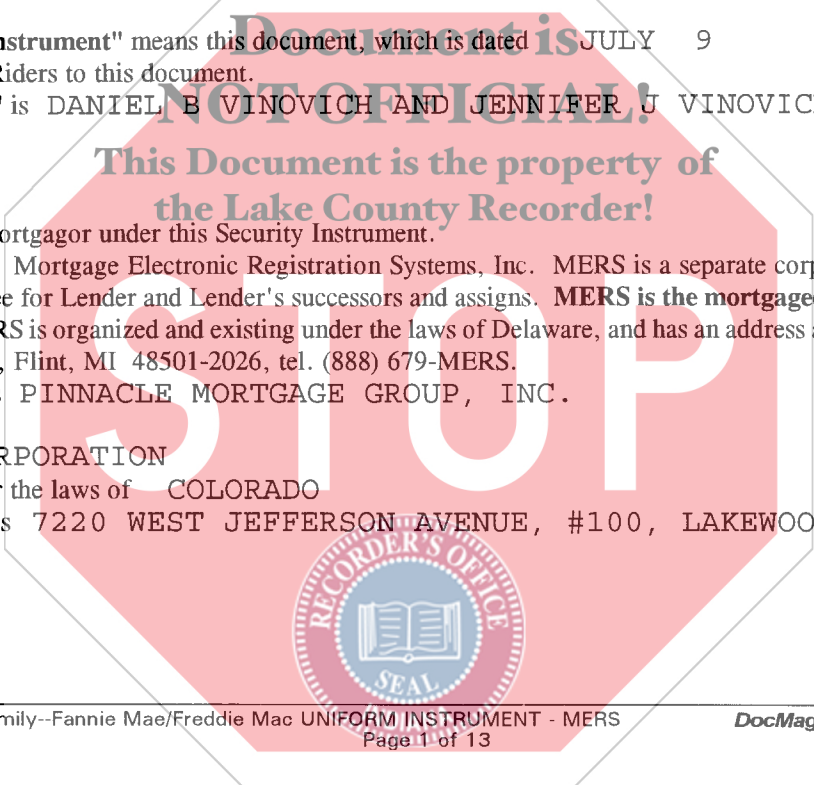 Document is
nstrument" means this document, which is dated JULY 9
Riders to this document.
NOT OFFICIAL!
" is DANIEL B VINOVICH AND JENNIFER J VINOVIC
This Document is the property of
the Lake County Recorder!
ortgagor under this Security Instrument.
Mortgage Electronic Registration Systems, Inc. MERS is a separate corp
e for Lender and Lender's successors and assigns. MERS is the mortgage
RS is organized and existing under the laws of Delaware, and has an address a
, Flint, MI 48501-2026, tel. (888) 679-MERS.
PINNACLE MORTGAGE GROUP, INC.
STOP
RPORATION
r the laws of COLORADO
s 7220 WEST JEFFERSON AVENUE, #100, LAKEWOO
RECORDER'S OFFICE
SEAL
INDIANA
mily--Fannie Mae/Freddie Mac UNIFORM INSTRUMENT - MERS
DocMag
Page 1 of 13